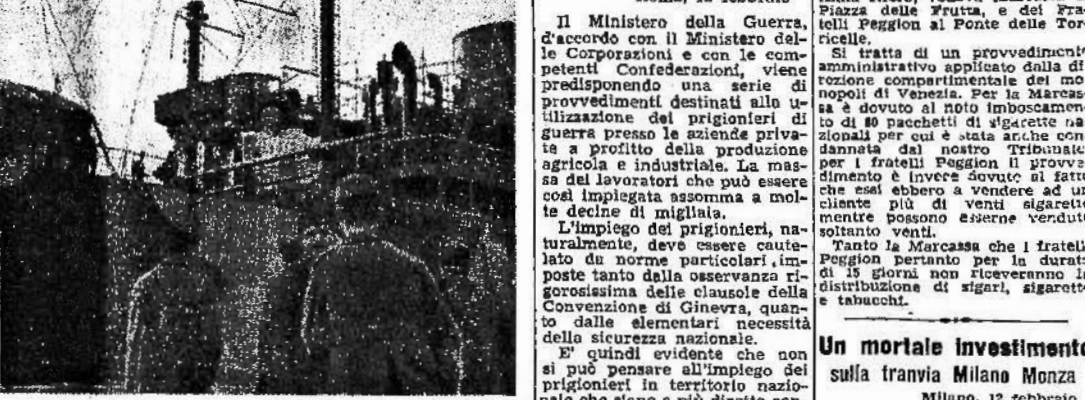 Il Ministero della Guerra,
d'accordo con il Ministero del-
le Corporazioni e con le com-
petenti Confederazioni, viene
predisponendo una serie di
provvedimenti destinati alla u-
tilizzazione dei prigionieri di
guerra presso le aziende priva-
te a profitto della produzione
agricola e industriale. La mas-
sa dei lavoratori che può essere
così impiegata assomma a mol-
te decine di migliaia.
L'impiego dei prigionieri, na-
turalmente, deve essere caute-
lato da norme particolari, im-
poste tanto dalla osservanza ri-
gorosissima delle clausole della
Convenzione di Ginevra, quan-
to dalle elementari necessità
della sicurezza nazionale.
E' quindi evidente che non
si può pensare all'impiego dei
prigionieri in territorio nazio-
Piazza delle Frutta, e dei Fra-
telli Peggion al Ponte delle Tor-
ricelle.
Si tratta di un provvedimento
amministrativo applicato dalla di-
rezione compartimentale dei mo-
nopoli di Venezia. Per la Marcas-
sa è dovuto al noto imboscamen-
to di 80 pacchetti di sigarette na-
zionali per cui è stata anche con-
dannata dal nostro Tribunale
per i fratelli Peggion il provve-
dimento è invece dovuto al fatto
che essi ebbero a vendere ad un
cliente più di venti sigarette
mentre possono esserne vendute
soltanto venti.
Tanto la Marcassa che i fratelli
Peggion pertanto per la durata
di 15 giorni non riceveranno la
distribuzione di sigari, sigarette
e tabacchi.
Un mortale investimento
sulla tranvia Milano Monza
Milano, 12 febbraio